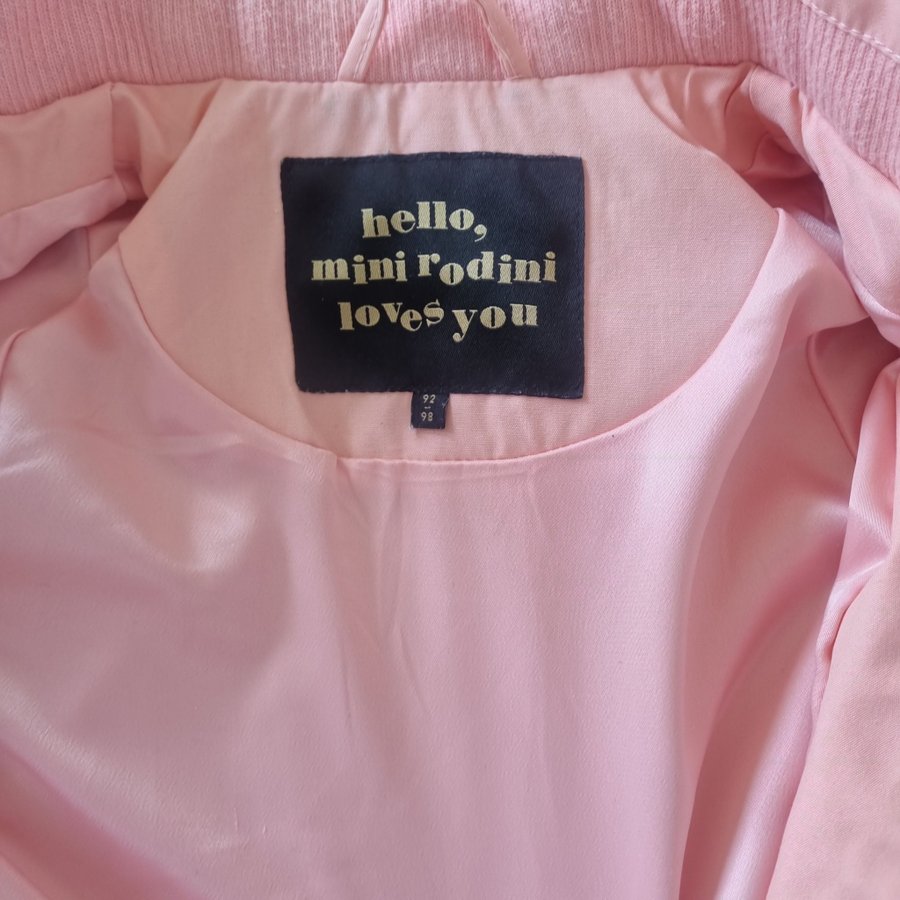 hello,
mini rodini
loves you
92
–
98